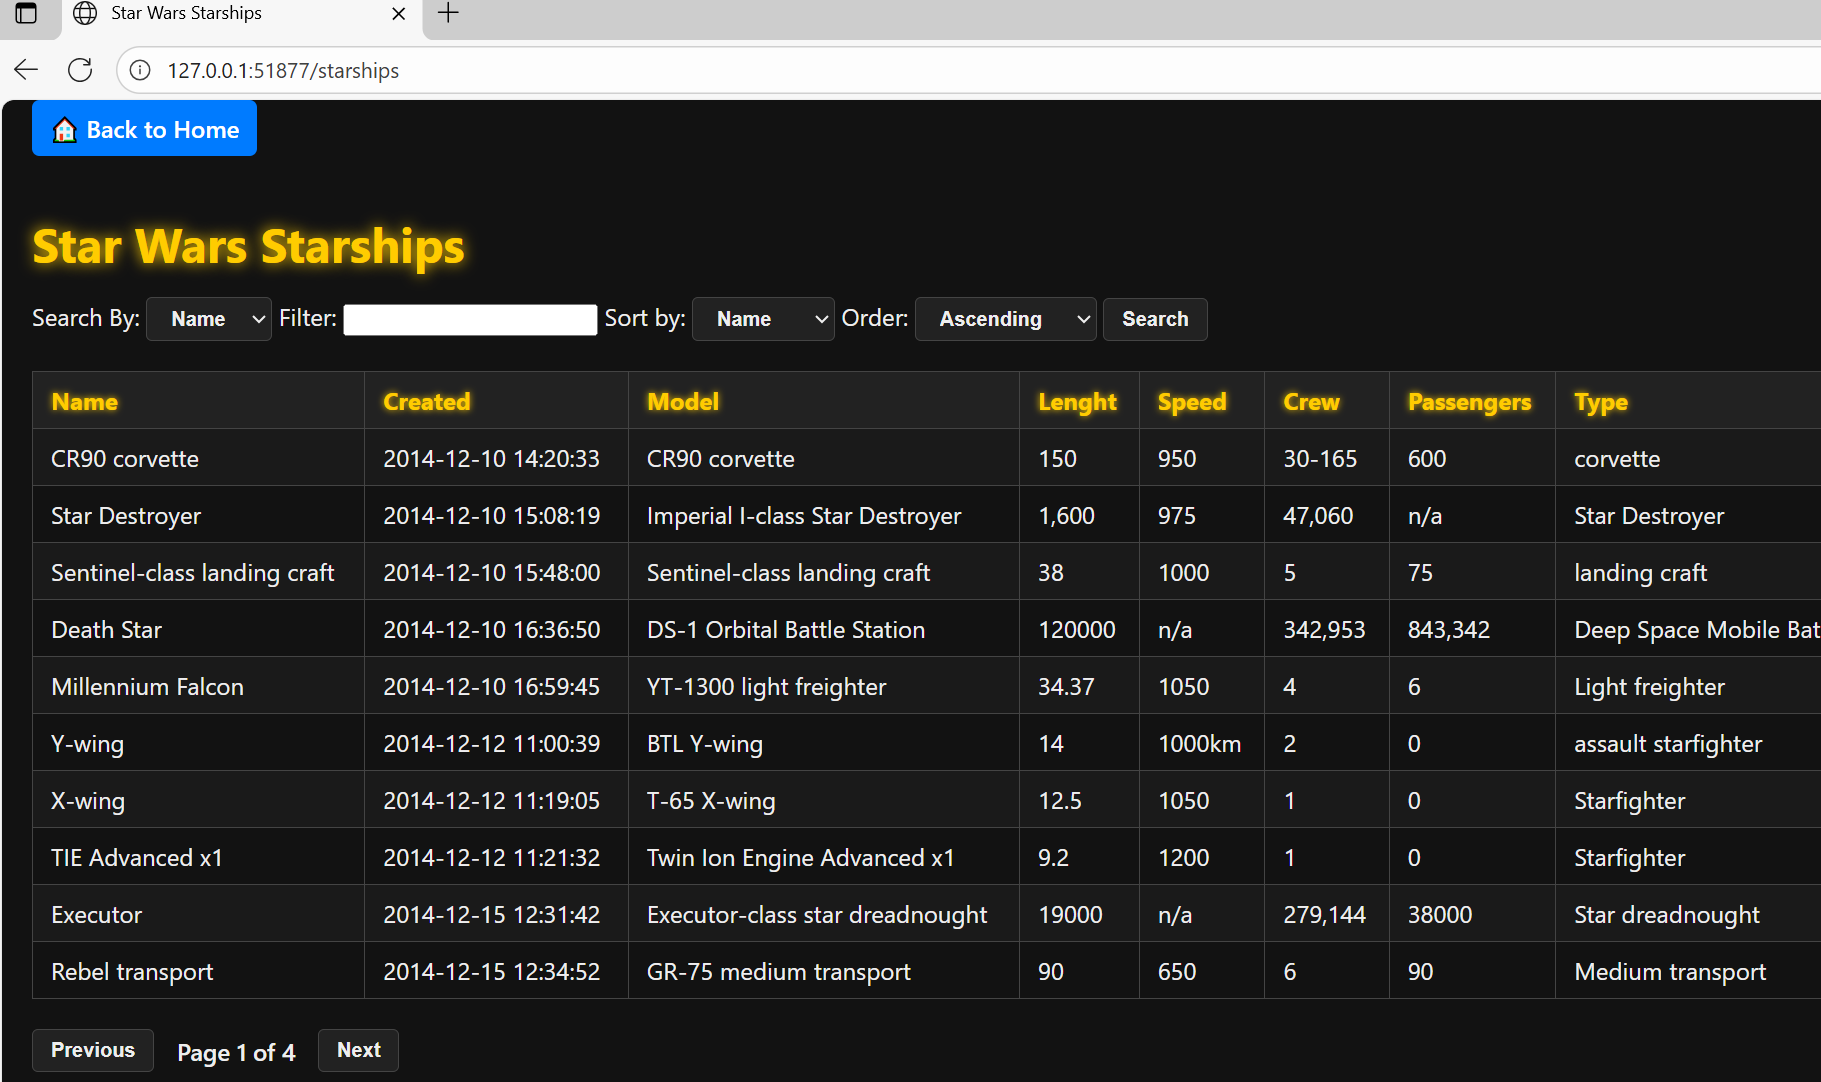 Star Wars Starships
127.0.0.1:51877/starships
Back to Home
Star Wars Starships
Search By: Name Filter: Sort by: Name Order: Ascending Search
Name Created Model Lenght Speed Crew Passengers Type
CR90 corvette 2014-12-10 14:20:33 CR90 corvette 150 950 30-165 600 corvette
Star Destroyer 2014-12-10 15:08:19 Imperial I-class Star Destroyer 1,600 975 47,060 n/a Star Destroyer
Sentinel-class landing craft 2014-12-10 15:48:00 Sentinel-class landing craft 38 1000 5 75 landing craft
Death Star 2014-12-10 16:36:50 DS-1 Orbital Battle Station 120000 n/a 342,953 843,342 Deep Space Mobile Bat
Millennium Falcon 2014-12-10 16:59:45 YT-1300 light freighter 34.37 1050 4 6 Light freighter
Y-wing 2014-12-12 11:00:39 BTL Y-wing 14 1000km 2 0 assault starfighter
X-wing 2014-12-12 11:19:05 T-65 X-wing 12.5 1050 1 0 Starfighter
TIE Advanced x1 2014-12-12 11:21:32 Twin Ion Engine Advanced x1 9.2 1200 1 0 Starfighter
Executor 2014-12-15 12:31:42 Executor-class star dreadnought 19000 n/a 279,144 38000 Star dreadnought
Rebel transport 2014-12-15 12:34:52 GR-75 medium transport 90 650 6 90 Medium transport
Previous Page 1 of 4 Next